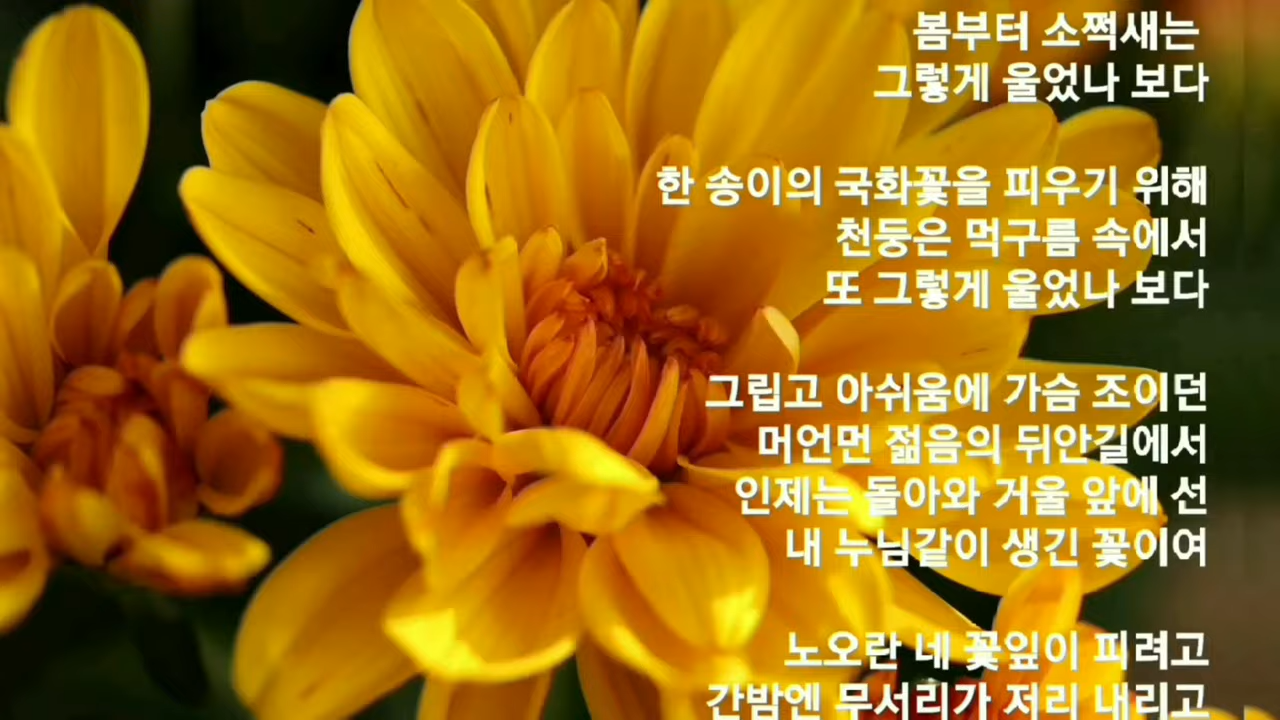 봄부터 소쩍새는
그렇게 울었나 보다
한 송이의 국화꽃을 피우기 위해
천둥은 먹구름 속에서
또 그렇게 울었나 보다
그립고 아쉬움에 가슴 조이던
머언먼 젊음의 뒤안길에서
인제는 돌아와 거울 앞에 선
내 누님같이 생긴 꽃이여
노오란 네 꽃잎이 피려고
간밤엔 무서리가 저리 내리고